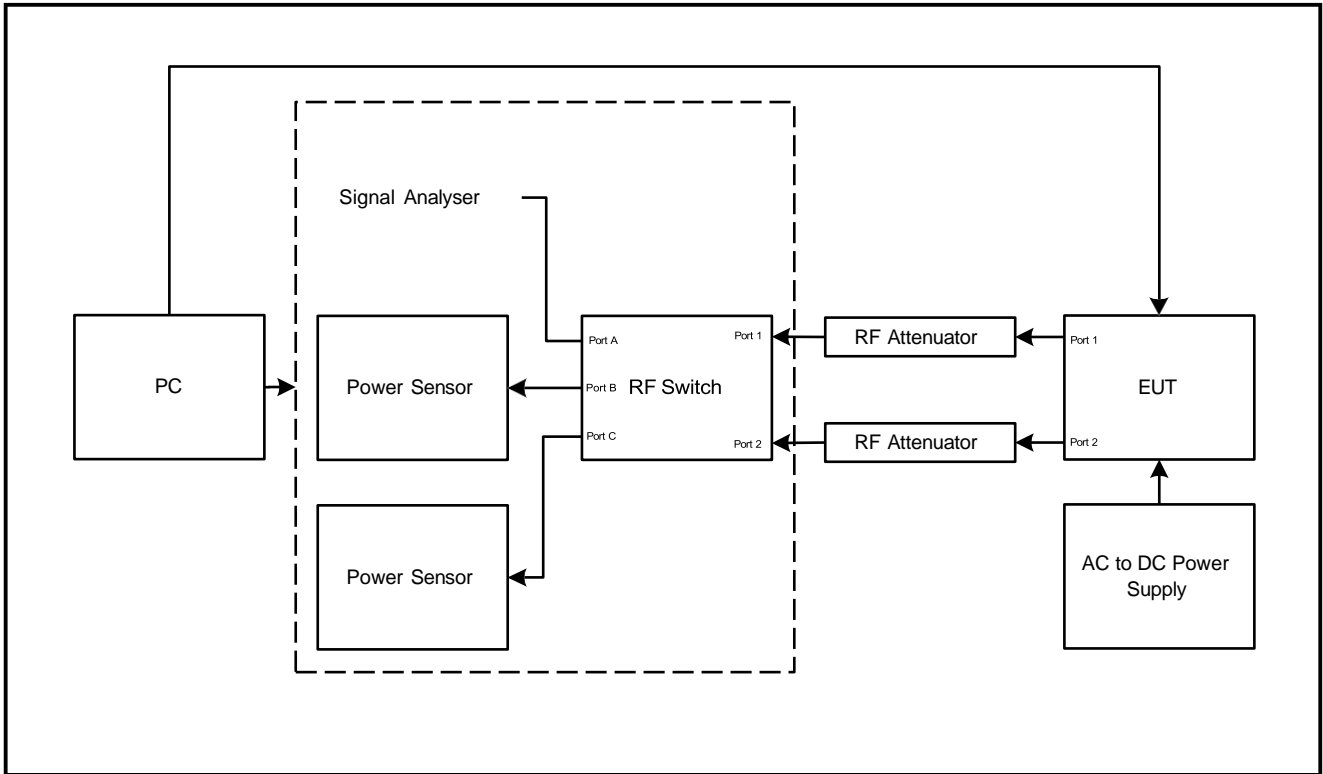 Signal Analyser
PC
Power Sensor
Port A
Port B
Port C
RF Switch
Port 1
Port 2
RF Attenuator
RF Attenuator
Port 1
Port 2
EUT
Power Sensor
AC to DC Power
Supply